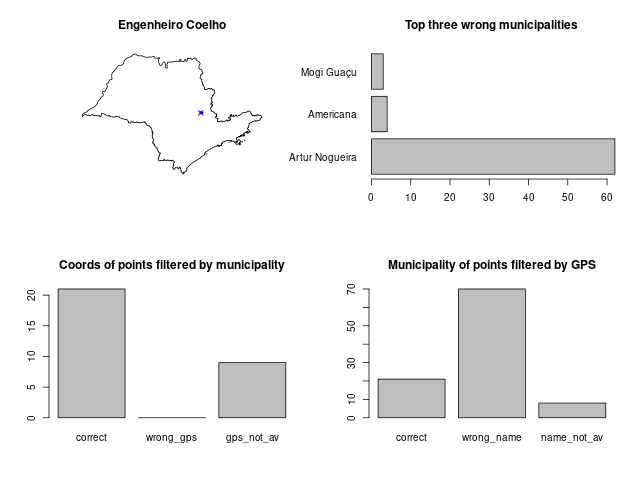 Engenheiro Coelho
Top three wrong municipalities
Mogi Guaçu
Americana
Artur Nogueira
0 10 20 30 40 50 60
Coords of points filtered by municipality
20
15
10
5
0
correct wrong_gps gps_not_av
Municipality of points filtered by GPS
70
50
30
10
0
correct wrong_name name_not_av